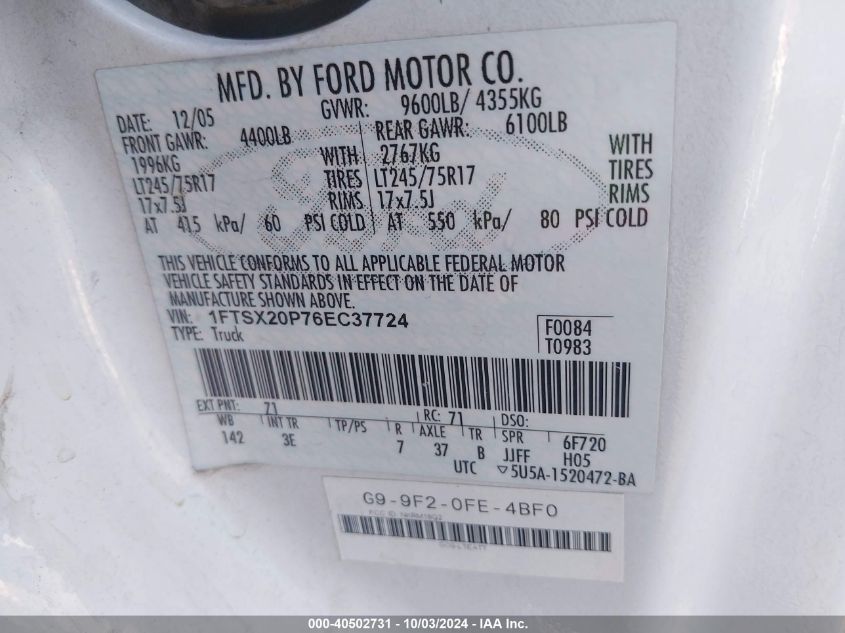 MFD. BY FORD MOTOR CO.
DATE: 12/05 GVWR: 9600LB/ 4355KG
FRONT GAWR: 4400LB REAR GAWR: 6100LB
1996KG WITH 2767KG WITH
LT245/75R17 TIRES LT245/75R17 TIRES
17x7.5J RIMS 17x7.5J RIMS
AT 415 kPa/ 60 PSI COLD AT 550 kPa/ 80 PSI COLD
Ford
THIS VEHICLE CONFORMS TO ALL APPLICABLE FEDERAL MOTOR
VEHICLE SAFETY STANDARDS IN EFFECT ON THE DATE OF
MANUFACTURE SHOWN ABOVE.
VIN: 1FTSX20P76EC37724 F0084
TYPE: Truck T0983
EXT PNT: 71 RC: 71 DSO:
WB INT TR TP/PS R AXLE TR SPR 6F720
142 3E 7 37 B JJFF H05
UTC ▽5U5A-1520472-BA
G9-9F2-0FE-4BF0
000-40502731 - 10/03/2024 - IAA Inc.